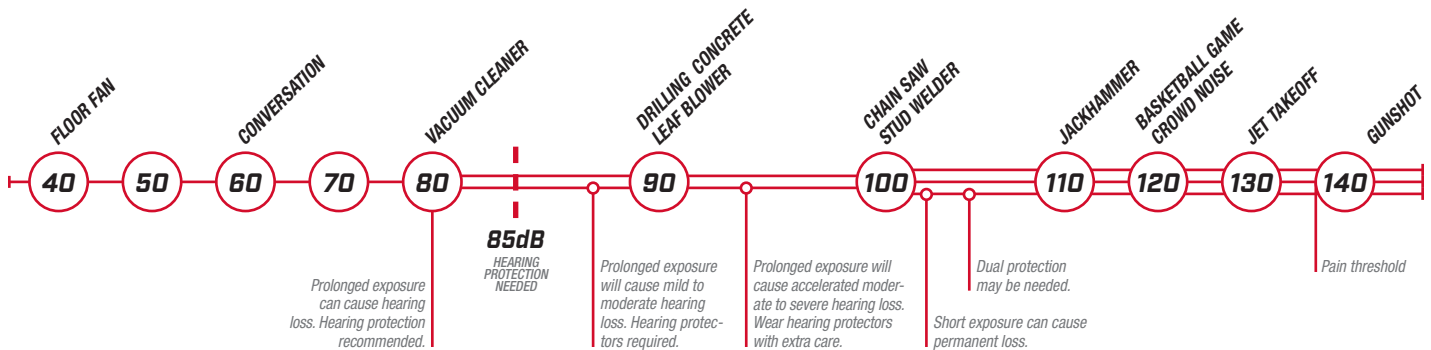 FLOOR FAN
CONVERSATION
VACUUM CLEANER
DRILLING CONCRETE
LEAF BLOWER
CHAIN SAW
STUD WELDER
JACKHAMMER
BASKETBALL GAME
CROWD NOISE
JET TAKEOFF
GUNSHOT
40
50
60
70
80
90
100
110
120
130
140
85dB
HEARING
PROTECTION
NEEDED
Prolonged exposure
can cause hearing
loss. Hearing protection
recommended.
Prolonged exposure
will cause mild to
moderate hearing
loss. Hearing protec-
tors required.
Prolonged exposure will
cause accelerated moder-
ate to severe hearing loss.
Wear hearing protectors
with extra care.
Short exposure can cause
permanent loss.
Dual protection
may be needed.
Pain threshold